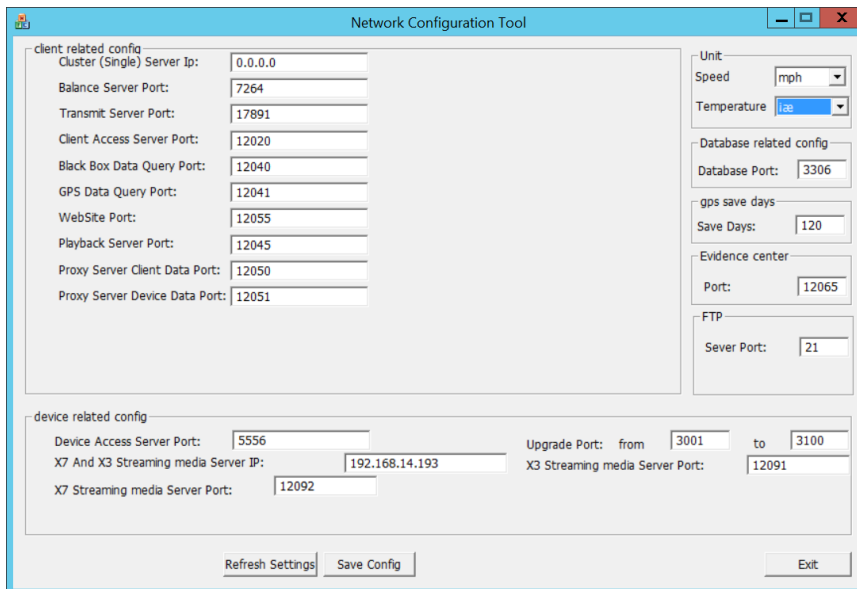 Network Configuration Tool
client related config
Cluster (Single) Server Ip: 0.0.0.0
Balance Server Port: 7264
Transmit Server Port: 17891
Client Access Server Port: 12020
Black Box Data Query Port: 12040
GPS Data Query Port: 12041
WebSite Port: 12055
Playback Server Port: 12045
Proxy Server Client Data Port: 12050
Proxy Server Device Data Port: 12051
Unit
Speed mph
Temperature iæ
Database related config
Database Port: 3306
gps save days
Save Days: 120
Evidence center
Port: 12065
FTP
Sever Port: 21
device related config
Device Access Server Port: 5556
Upgrade Port: from 3001 to 3100
X7 And X3 Streaming media Server IP: 192.168.14.193
X3 Streaming media Server Port: 12091
X7 Streaming media Server Port: 12092
Refresh Settings Save Config Exit